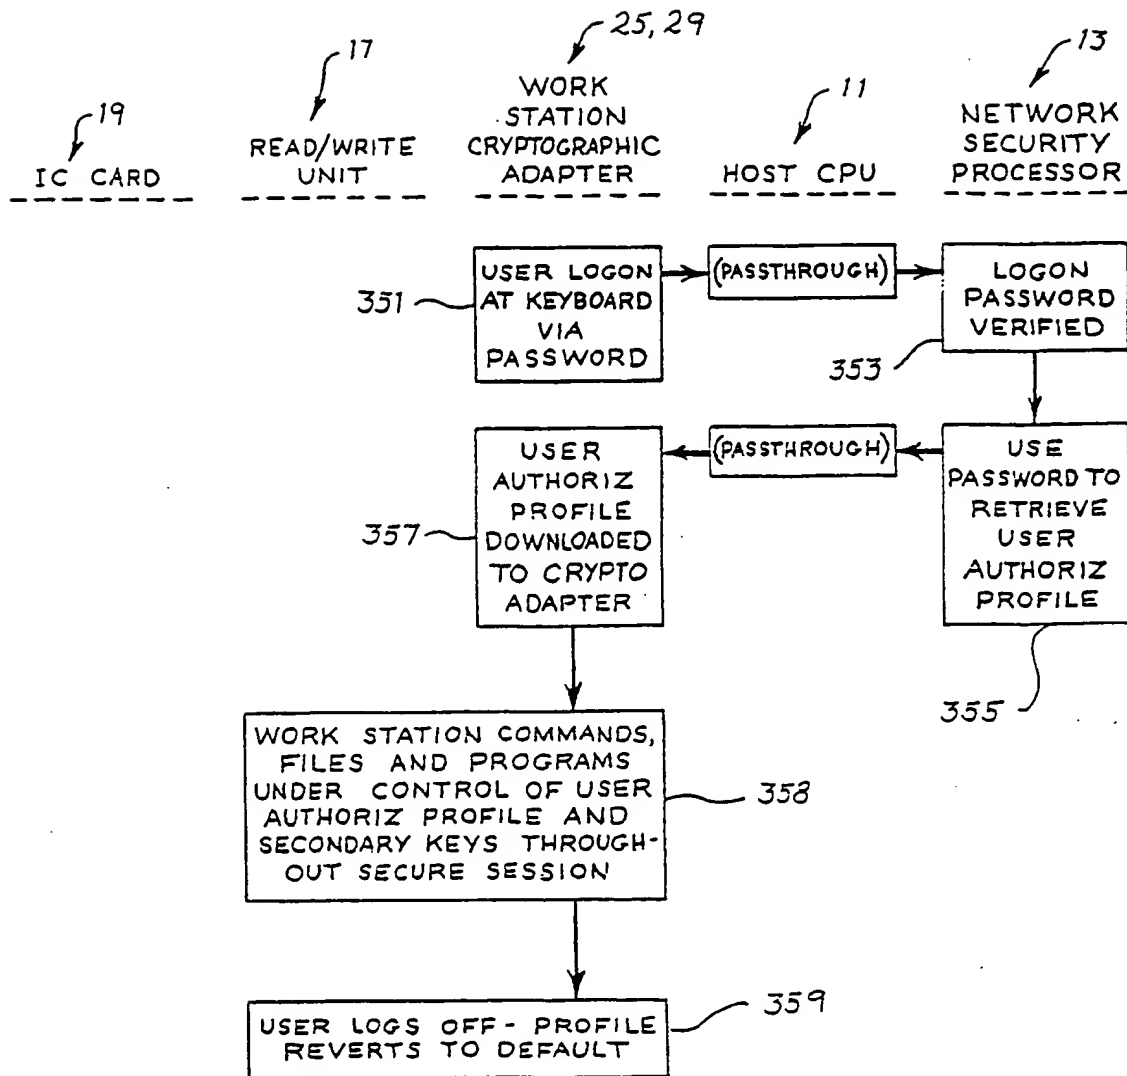 19
IC CARD
17
READ/WRITE
UNIT
25, 29
WORK
STATION
CRYPTOGRAPHIC
ADAPTER
11
HOST CPU
13
NETWORK
SECURITY
PROCESSOR
351
USER LOGON
AT KEYBOARD
VIA
PASSWORD
(PASSTHROUGH)
LOGON
PASSWORD
VERIFIED
353
357
USER
AUTHORIZ
PROFILE
DOWNLOADED
TO CRYPTO
ADAPTER
(PASSTHROUGH)
USE
PASSWORD TO
RETRIEVE
USER
AUTHORIZ
PROFILE
355
WORK STATION COMMANDS,
FILES AND PROGRAMS
UNDER CONTROL OF USER
AUTHORIZ PROFILE AND
SECONDARY KEYS THROUGH-
OUT SECURE SESSION
358
USER LOGS OFF - PROFILE
REVERTS TO DEFAULT
359